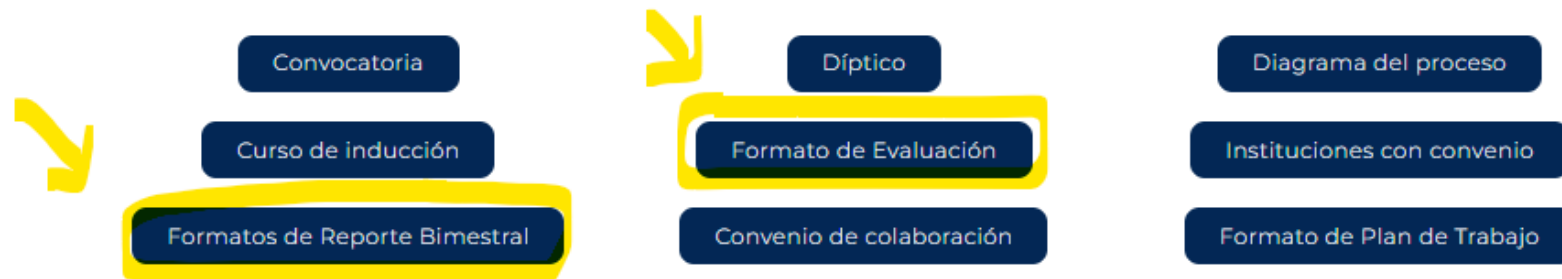 Convocatoria
Díptico
Diagrama del proceso
Curso de inducción
Formato de Evaluación
Instituciones con convenio
Formatos de Reporte Bimestral
Convenio de colaboración
Formato de Plan de Trabajo